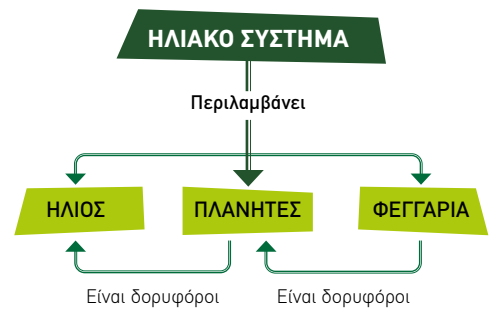 ΗΛΙΑΚΟ ΣΥΣΤΗΜΑ
Περιλαμβάνει
ΗΛΙΟΣ
ΠΛΑΝΗΤΕΣ
ΦΕΓΓΑΡΙΑ
Είναι δορυφόροι
Είναι δορυφόροι